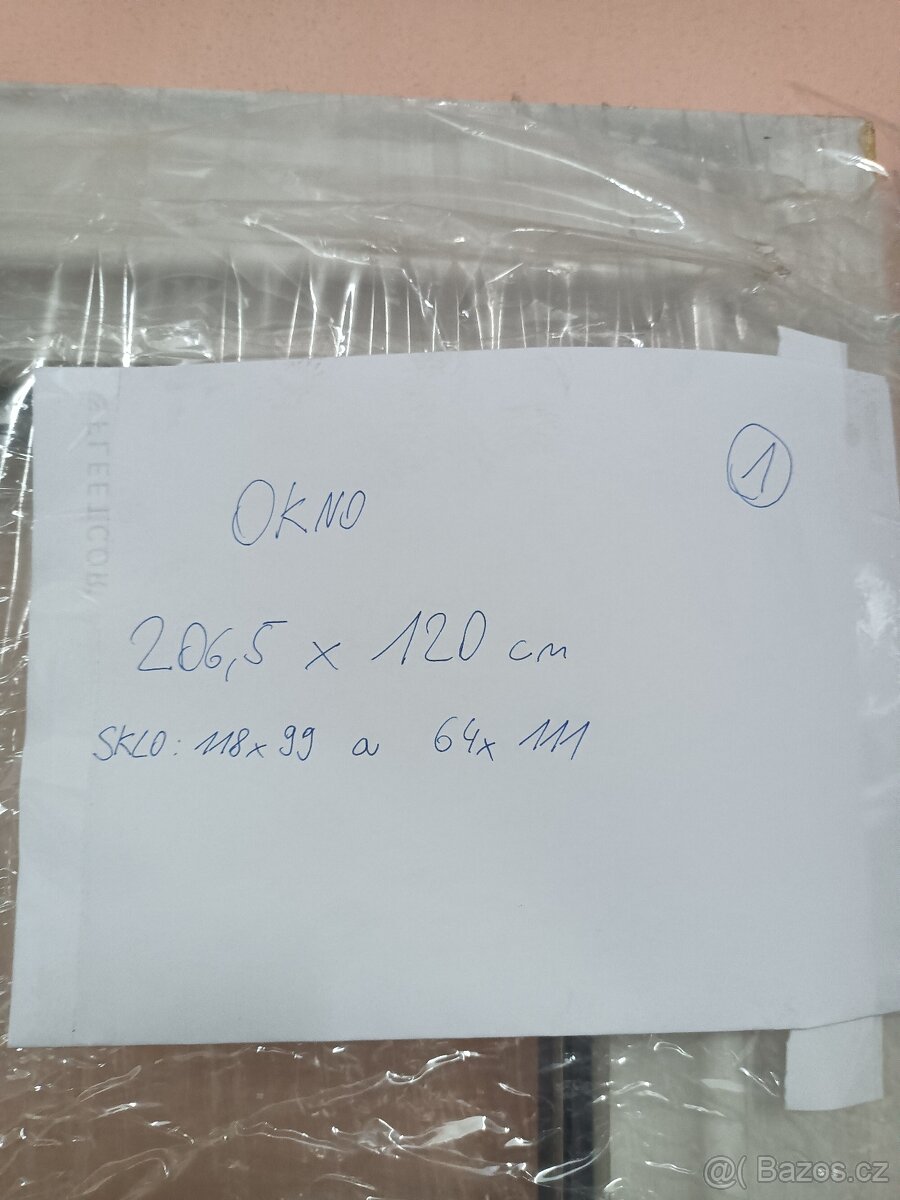 1
OKNO
206,5 x 120 cm
SKLO: 118x99 a 64x111
@( Bazos.cz